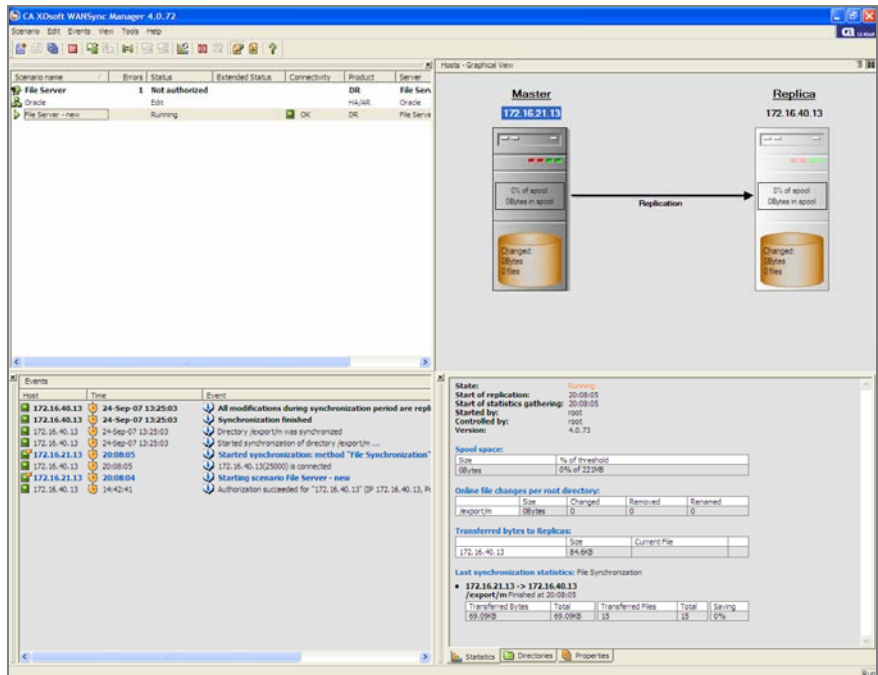 CA XOsoft WANSync Manager 4.0.72
Scenario Edit Events View Tools Help
ca
Scenario name / Errors Status Extended Status Connectivity Product Server
File Server 1 Not authorized DR File Serv
Oracle Edit HA/AR Oracle
File Server - new Running OK DR File Serve
Hosts - Graphical View
Master Replica
172.16.21.13 172.16.40.13
0% of spool 0% of spool
0Bytes in spool 0Bytes in spool
Replication
Changed: Changed:
0Bytes 0Bytes
0 files 0 files
Events
Host Time Event
172.16.40.13 24-Sep-07 13:25:03 All modifications during synchronization period are repli
172.16.40.13 24-Sep-07 13:25:03 Synchronization finished
172.16.40.13 24-Sep-07 13:25:03 Directory /export/m was synchronized
172.16.40.13 24-Sep-07 13:25:03 Started synchronization of directory /export/m ...
172.16.21.13 20:08:05 Started synchronization: method "File Synchronization"
172.16.40.13 20:08:05 172.16.40.13(25000) is connected
172.16.21.13 20:08:04 Starting scenario File Server - new
172.16.40.13 14:42:41 Authorization succeeded for "172.16.40.13" (IP 172.16.40.13, Po
State: Running
Start of replication: 20:08:05
Start of statistics gathering: 20:08:05
Started by: root
Controlled by: root
Version: 4.0.73
Spool space:
Size % of threshold
0Bytes 0% of 221MB
Online file changes per root directory:
Size Changed Removed Renamed
/export/m 0Bytes 0 0 0
Transferred bytes to Replicas:
Size Current File
172.16.40.13 84.6KB
Last synchronization statistics: File Synchronization
• 172.16.21.13 -> 172.16.40.13
/export/m Finished at 20:08:05
Transferred Bytes Total Transferred Files Total Saving
69.09KB 69.09KB 15 15 0%
Statistics Directories Properties